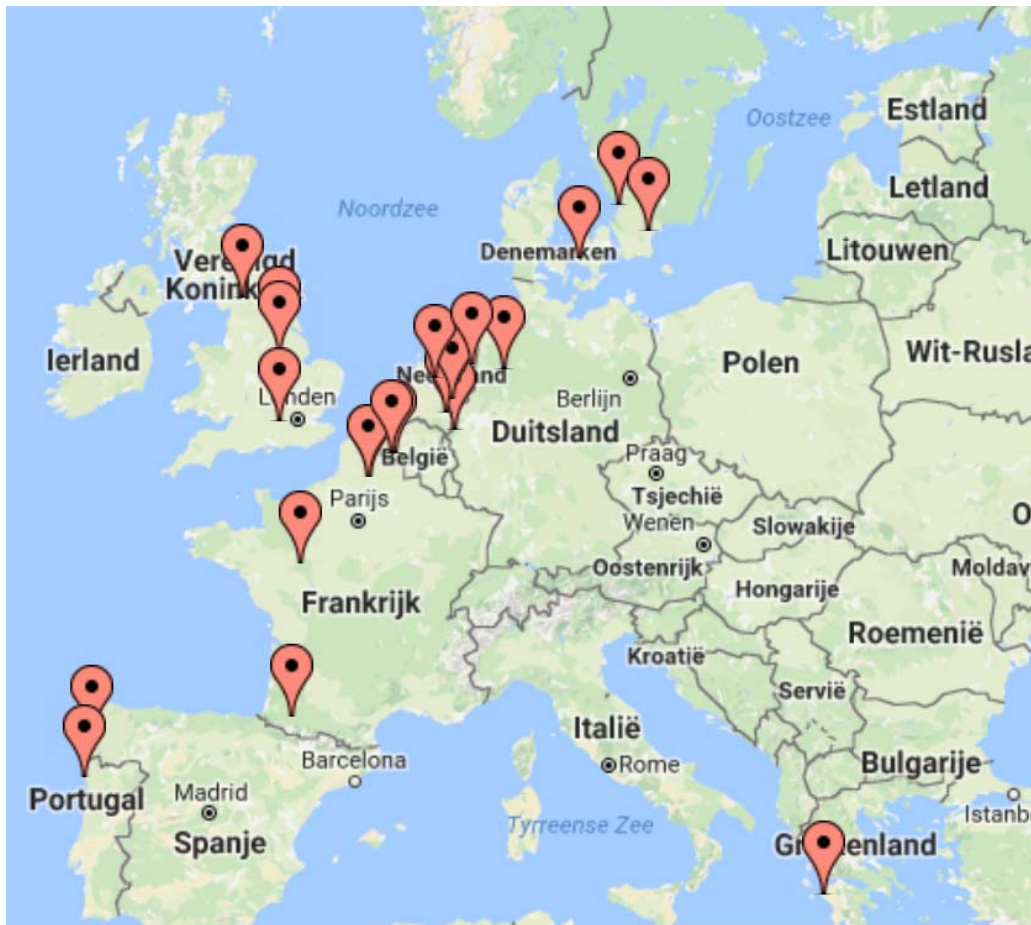 Oostzee
Estland
Letland
Noordzee
Denemarken
Litouwen
Ierland
Polen
Wit-Rusla
Berlijn
Duitsland
België
Praag
Parijs
Tsjechië
Wenen
Slowakije
O
Oostenrijk
Moldav
Hongarije
Frankrijk
Roemenië
Kroatië
Servië
Italië
Barcelona
Rome
Bulgarije
Portugal
Madrid
Istanb
Tyrreense Zee
Spanje